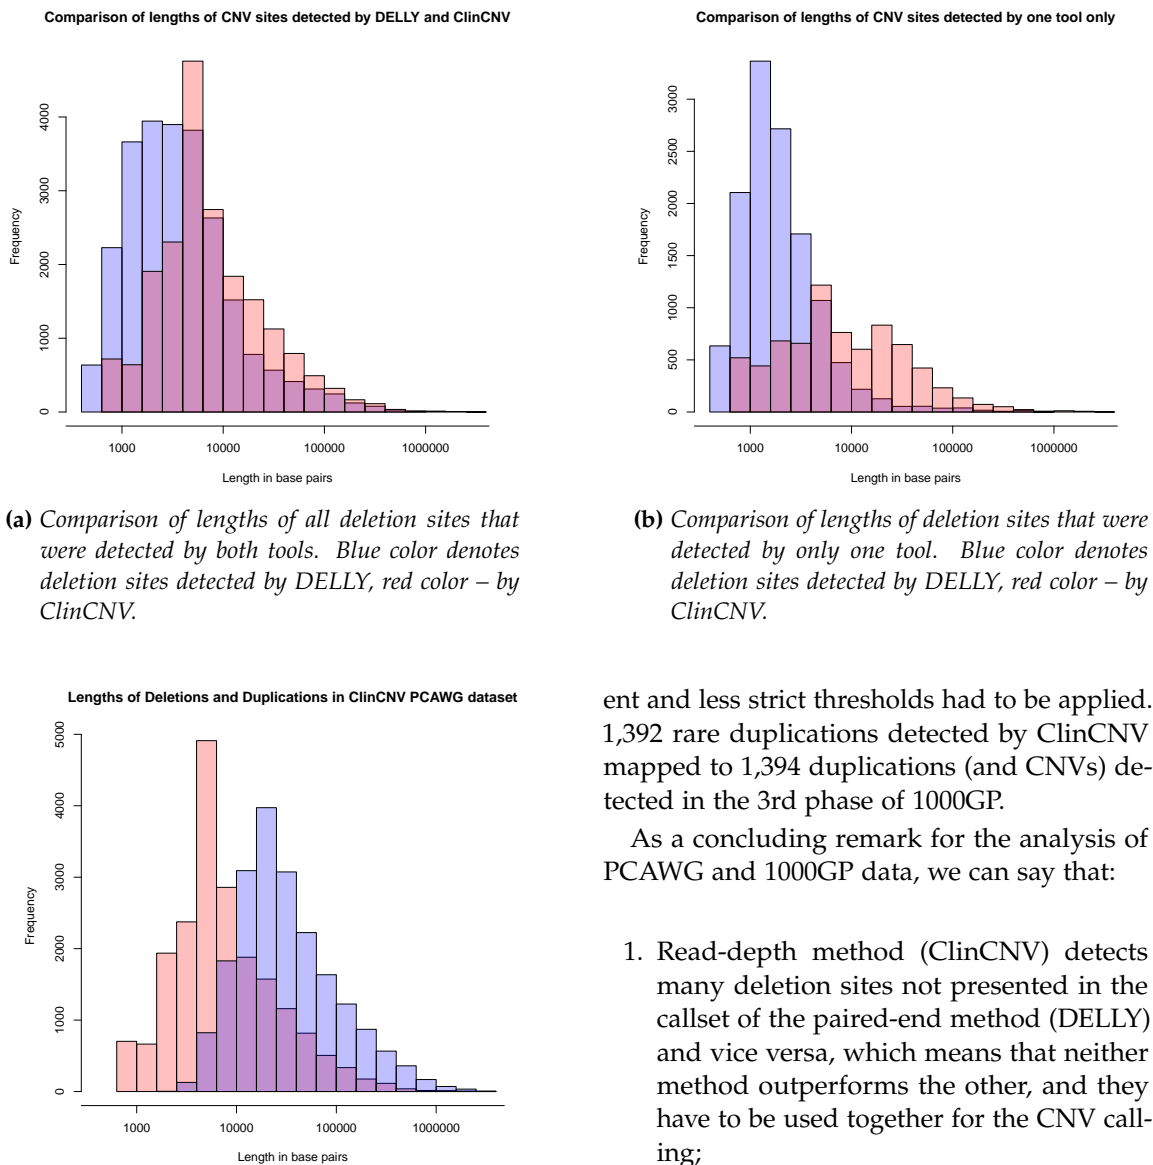 Comparison of lengths of CNV sites detected by DELLY and ClinCNV
Frequency
0
1000
2000
3000
4000
1000
10000
100000
1000000
Length in base pairs
(a) Comparison of lengths of all deletion sites that
were detected by both tools. Blue color denotes
deletion sites detected by DELLY, red color – by
ClinCNV.
Comparison of lengths of CNV sites detected by one tool only
Frequency
0
500
1000
1500
2000
2500
3000
1000
10000
100000
1000000
Length in base pairs
(b) Comparison of lengths of deletion sites that were
detected by only one tool. Blue color denotes
deletion sites detected by DELLY, red color – by
ClinCNV.
Lengths of Deletions and Duplications in ClinCNV PCAWG dataset
Frequency
0
1000
2000
3000
4000
5000
1000
10000
100000
1000000
Length in base pairs
ent and less strict thresholds had to be applied.
1,392 rare duplications detected by ClinCNV
mapped to 1,394 duplications (and CNVs) de-
tected in the 3rd phase of 1000GP.
As a concluding remark for the analysis of
PCAWG and 1000GP data, we can say that:
1. Read-depth method (ClinCNV) detects
many deletion sites not presented in the
callset of the paired-end method (DELLY)
and vice versa, which means that neither
method outperforms the other, and they
have to be used together for the CNV call-
ing;